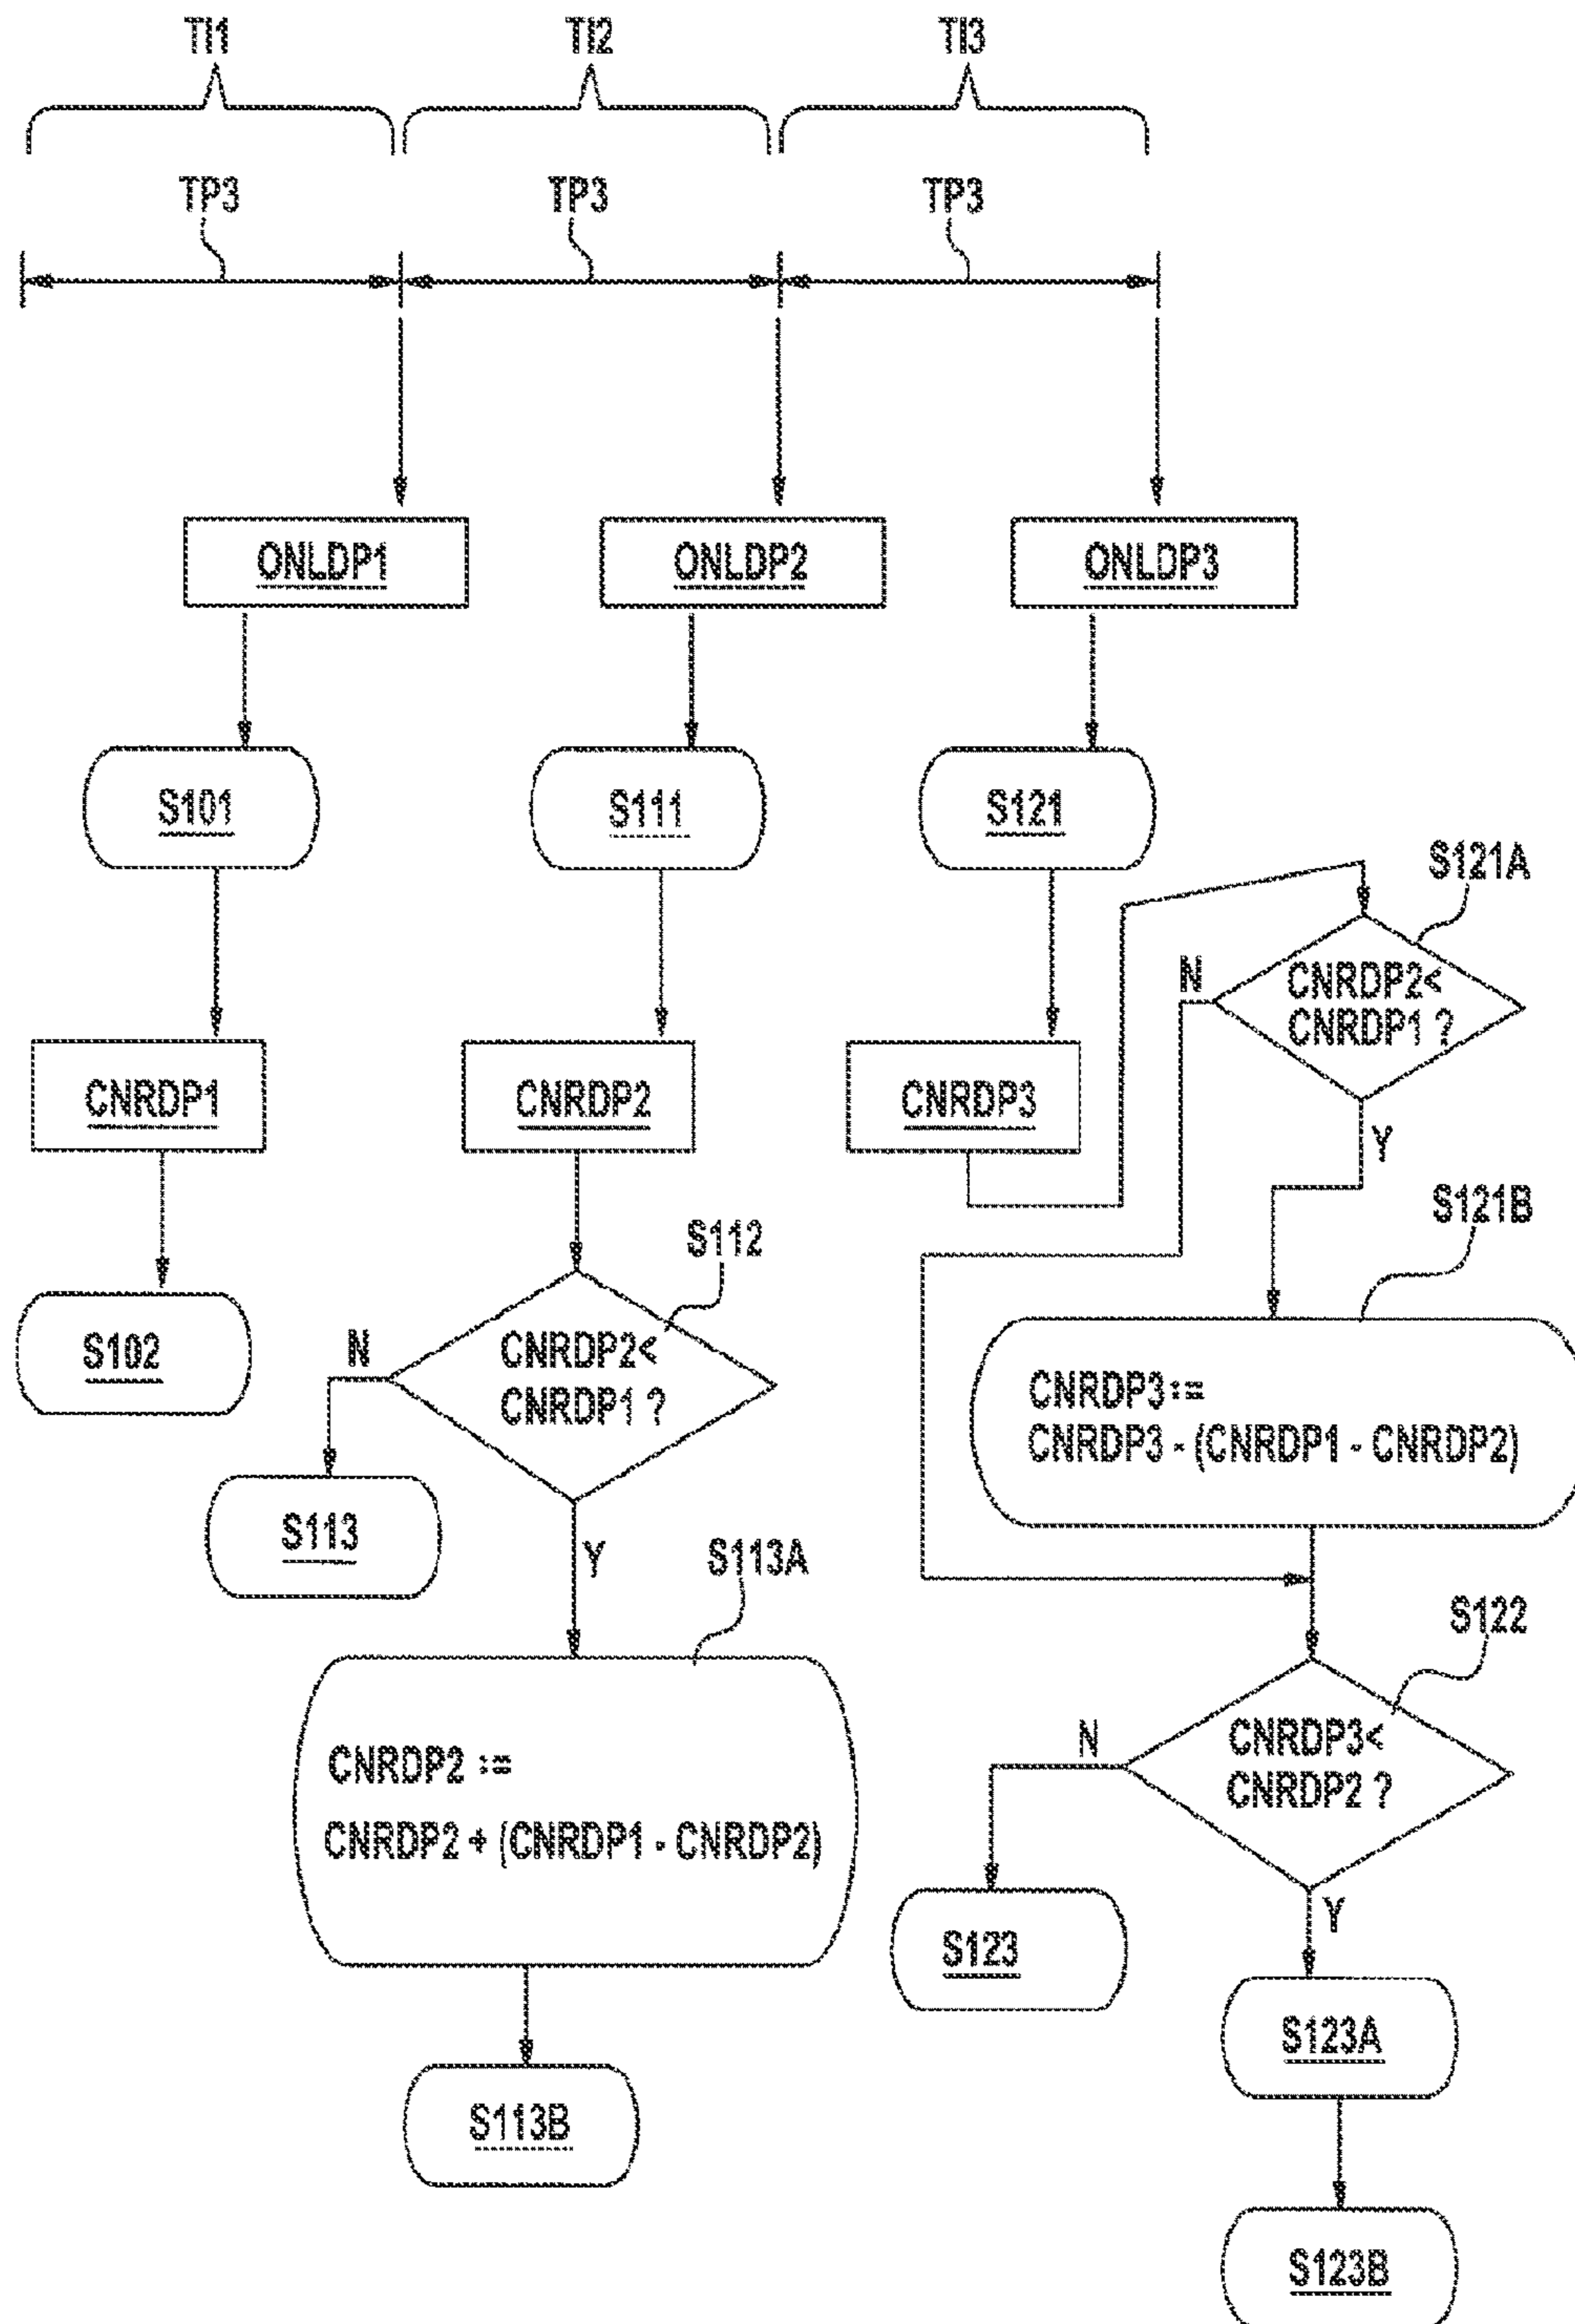 TI1 TI2 TI3
TP3 TP3 TP3
ONLDP1 ONLDP2 ONLDP3
S101 S111 S121
S121A
N
CNRDP2<
CNRDP1 ?
Y
CNRDP1 CNRDP2 CNRDP3
S121B
S112
S102
N
CNRDP2<
CNRDP1 ?
CNRDP3:=
CNRDP3 - (CNRDP1 - CNRDP2)
S113
Y
S113A
S122
CNRDP2 :=
CNRDP2 + (CNRDP1 - CNRDP2)
N
CNRDP3<
CNRDP2 ?
Y
S123
S123A
S113B
S123B